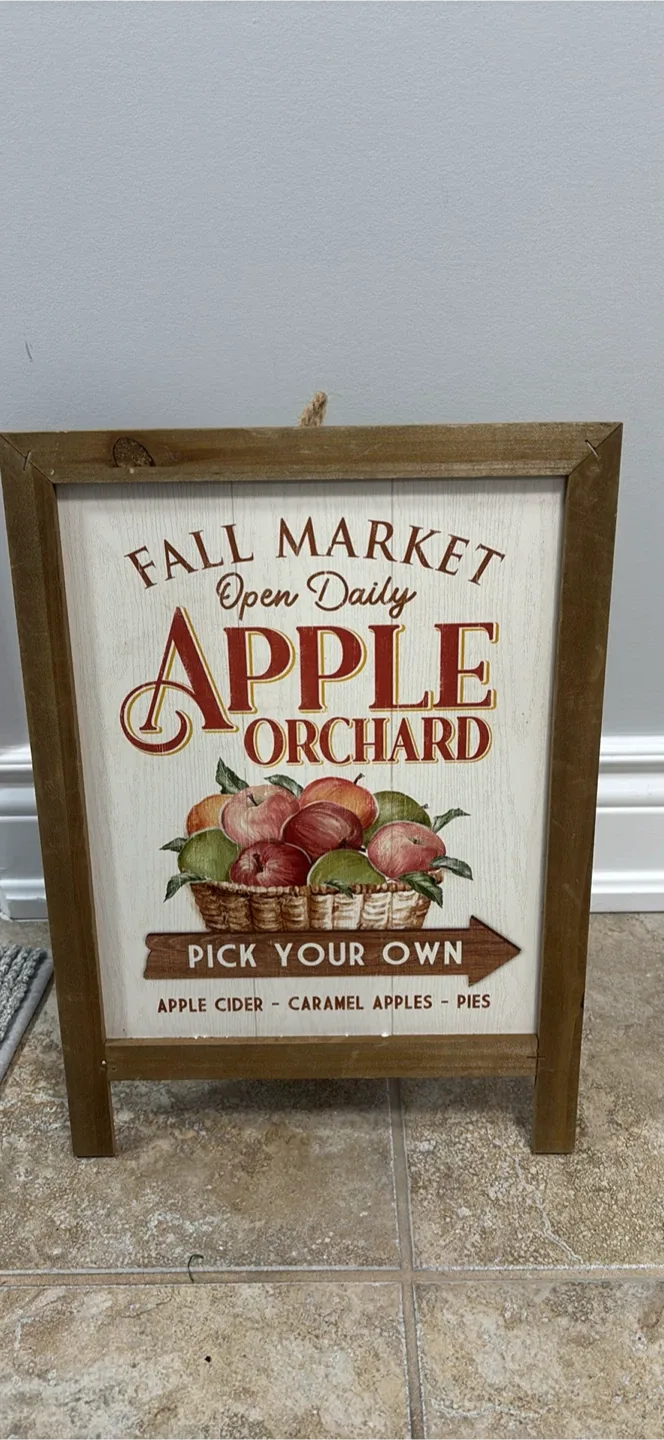 FALL MARKET
Open Daily
APPLE
ORCHARD
PICK YOUR OWN
APPLE CIDER - CARAMEL APPLES - PIES